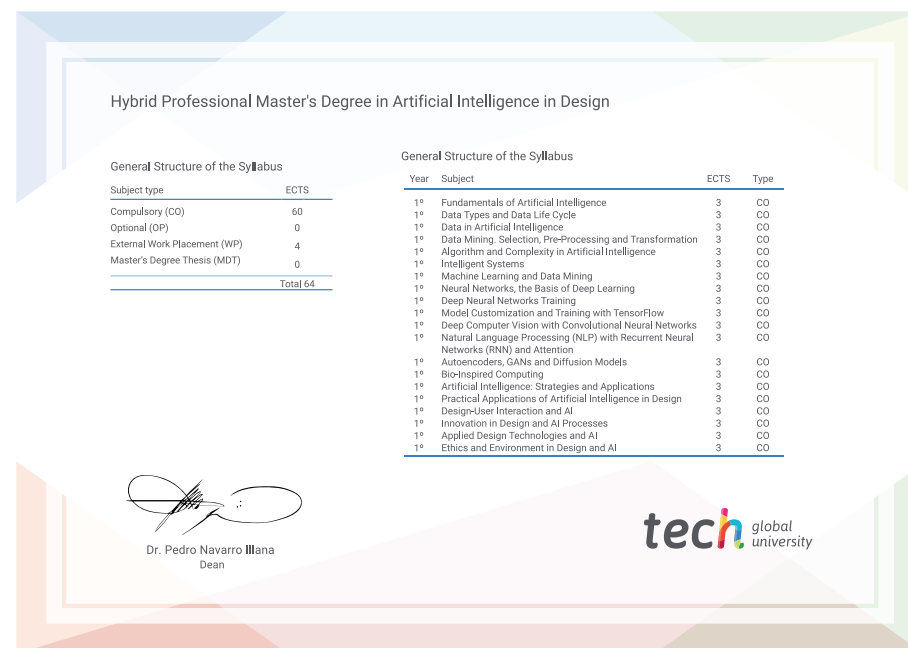 Hybrid Professional Master's Degree in Artificial Intelligence in Design
General Structure of the Syllabus
Subject type ECTS
Compulsory (CO) 60
Optional (OP) 0
External Work Placement (WP) 4
Master's Degree Thesis (MDT) 0
Total 64
General Structure of the Syllabus
Year Subject ECTS Type
1º Fundamentals of Artificial Intelligence 3 CO
1º Data Types and Data Life Cycle 3 CO
1º Data in Artificial Intelligence 3 CO
1º Data Mining. Selection, Pre-Processing and Transformation 3 CO
1º Algorithm and Complexity in Artificial Intelligence 3 CO
1º Intelligent Systems 3 CO
1º Machine Learning and Data Mining 3 CO
1º Neural Networks, the Basis of Deep Learning 3 CO
1º Deep Neural Networks Training 3 CO
1º Model Customization and Training with TensorFlow 3 CO
1º Deep Computer Vision with Convolutional Neural Networks 3 CO
1º Natural Language Processing (NLP) with Recurrent Neural 3 CO
Networks (RNN) and Attention
1º Autoencoders, GANs and Diffusion Models 3 CO
1º Bio-Inspired Computing 3 CO
1º Artificial Intelligence: Strategies and Applications 3 CO
1º Practical Applications of Artificial Intelligence in Design 3 CO
1º Design-User Interaction and AI 3 CO
1º Innovation in Design and AI Processes 3 CO
1º Applied Design Technologies and AI 3 CO
1º Ethics and Environment in Design and AI 3 CO
Dr. Pedro Navarro Illana
Dean
tech global
university